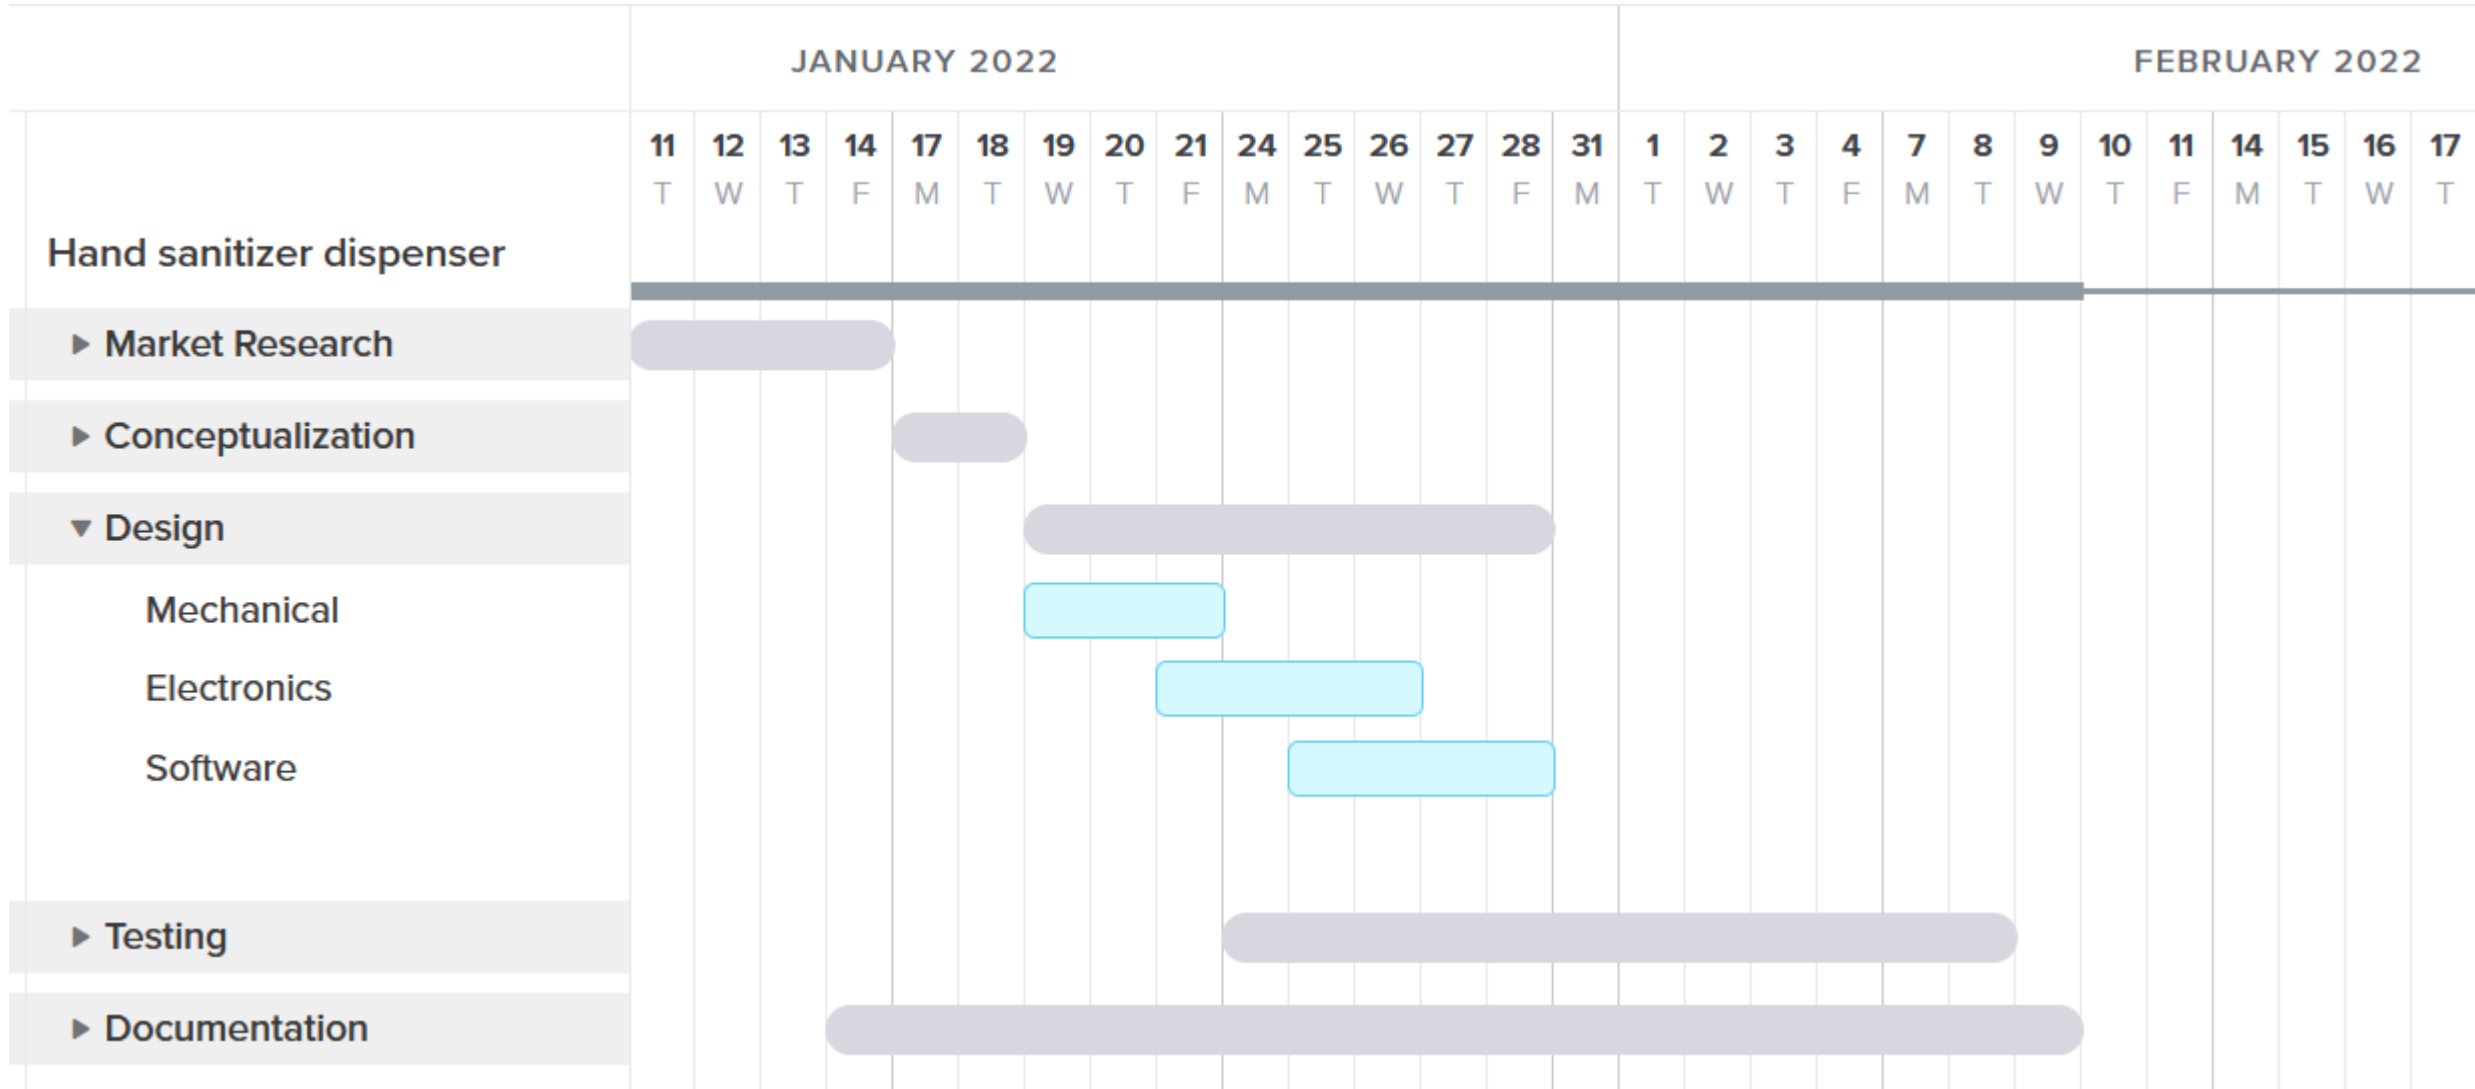 JANUARY 2022 FEBRUARY 2022
11 12 13 14 17 18 19 20 21 24 25 26 27 28 31 1 2 3 4 7 8 9 10 11 14 15 16 17
T W T F M T W T F M T W T F M T W T F M T W T F M T W T
Hand sanitizer dispenser
Market Research
Conceptualization
Design
Mechanical
Electronics
Software
Testing
Documentation